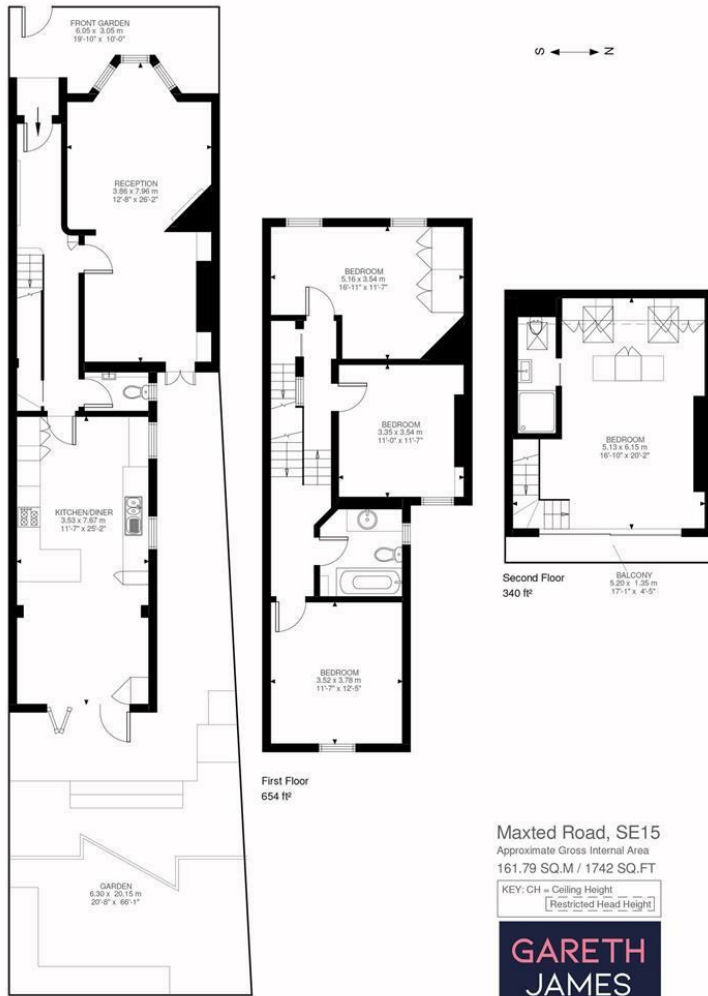 FRONT GARDEN
6.05 x 3.05 m
19'-10" x 10'-0"
S
N
RECEPTION
3.86 x 7.96 m
12'-8" x 26'-2"
BEDROOM
5.16 x 3.54 m
16'-11" x 11'-7"
BEDROOM
3.35 x 3.54 m
11'-0" x 11'-7"
BEDROOM
5.13 x 6.15 m
16'-10" x 20'-2"
KITCHEN/DINER
3.53 x 7.67 m
11'-7" x 25'-2"
Second Floor
340 ft²
BALCONY
5.20 x 1.35 m
17'-1" x 4'-5"
BEDROOM
3.52 x 3.78 m
11'-7" x 12'-5"
First Floor
654 ft²
GARDEN
6.30 x 20.15 m
20'-8" x 66'-1"
Maxted Road, SE15
Approximate Gross Internal Area
161.79 SQ.M / 1742 SQ.FT
KEY: CH = Ceiling Height
Restricted Head Height
GARETH
JAMES